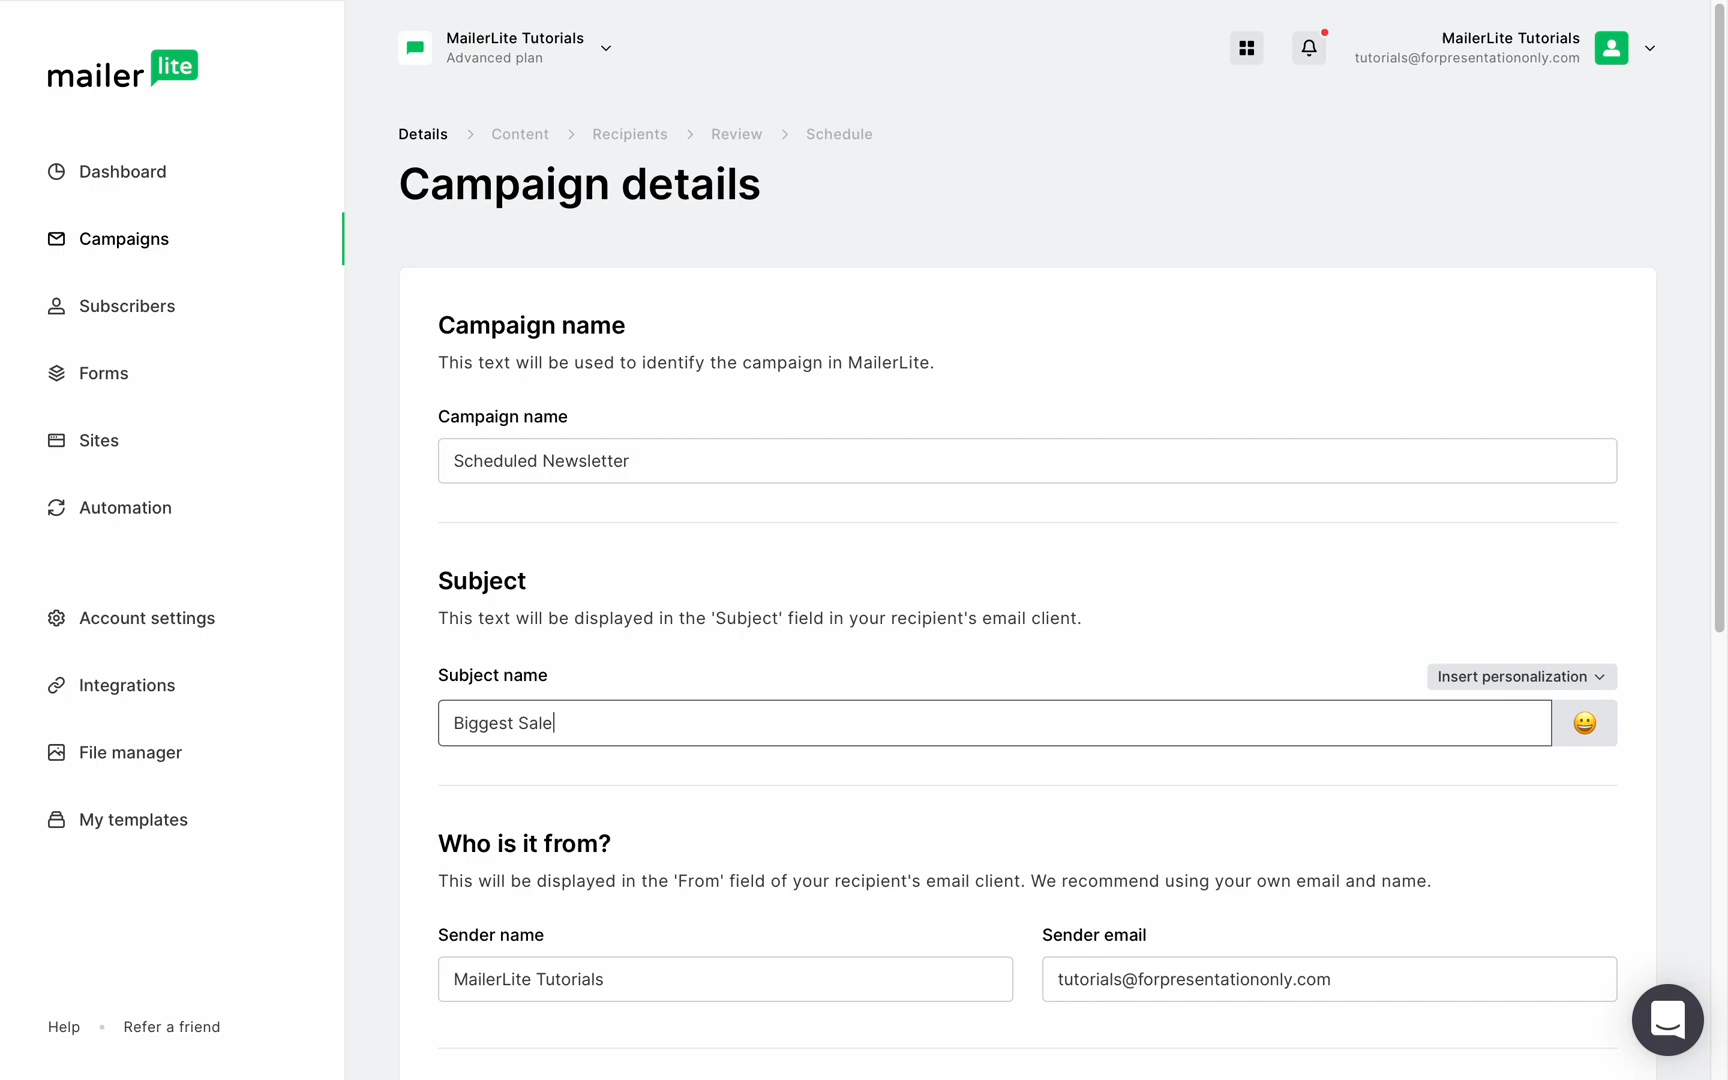 mailer lite
MailerLite Tutorials
Advanced plan
MailerLite Tutorials
tutorials@forpresentationonly.com
Dashboard
Campaigns
Subscribers
Forms
Sites
Automation
Account settings
Integrations
File manager
My templates
Help • Refer a friend
Details > Content > Recipients > Review > Schedule
Campaign details
Campaign name
This text will be used to identify the campaign in MailerLite.
Campaign name
Scheduled Newsletter
Subject
This text will be displayed in the 'Subject' field in your recipient's email client.
Subject name
Insert personalization
Biggest Sale
Who is it from?
This will be displayed in the 'From' field of your recipient's email client. We recommend using your own email and name.
Sender name
Sender email
MailerLite Tutorials
tutorials@forpresentationonly.com